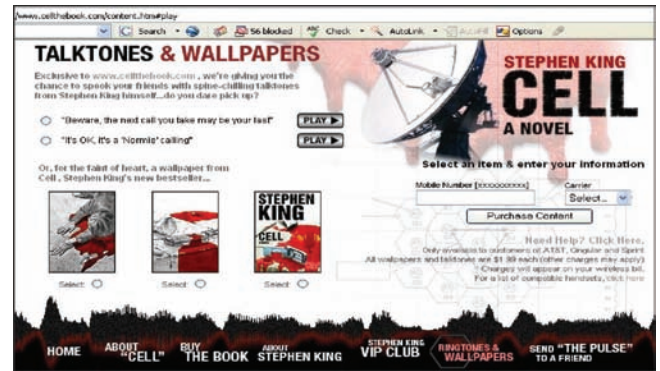 /www.cellthebook.com/content.htm#play
Search
56 blocked
Check
AutoLink
AutoFill
Options
TALKTONES & WALLPAPERS
Exclusive to www.cellthebook.com , we're giving you the
chance to spook your friends with spine-chilling talktones
from Stephen King himself...do you dare pick up?
"Beware, the next call you take may be your last"
PLAY
"It's OK, it's a 'Normie' calling"
PLAY
Or, for the faint of heart, a wallpaper from
Cell , Stephen King's new bestseller...
STEPHEN
KING
CELL
Select:
Select:
Select:
STEPHEN KING
CELL
A NOVEL
Select an item & enter your information
Mobile Number [xxxxxxxxxx]
Carrier
Select...
Purchase Content
Need Help? Click Here.
Only available to customers of AT&T, Cingular and Sprint
All wallpapers and talktones are $1.99 each (other charges may apply)
* Charges will appear on your wireless bill.
For a list of compatible handsets, click here
HOME
ABOUT "CELL"
BUY THE BOOK
ABOUT STEPHEN KING
STEPHEN KING VIP CLUB
RINGTONES & WALLPAPERS
SEND "THE PULSE" TO A FRIEND